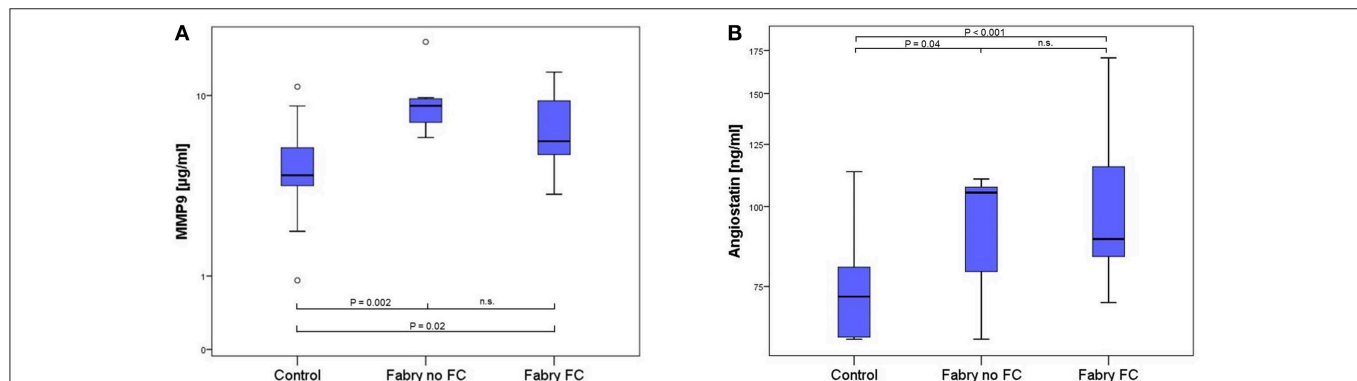 A
MMP9 [µg/ml]
10
1
0
P = 0.002
n.s.
P = 0.02
Control
Fabry no FC
Fabry FC
B
Angiostatin [ng/ml]
175
150
125
100
75
P < 0.001
P = 0.04
n.s.
Control
Fabry no FC
Fabry FC